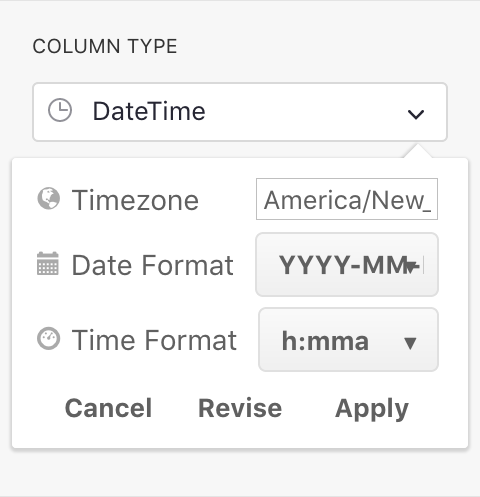 COLUMN TYPE
DateTime
Timezone America/New_
Date Format YYYY-MM-
Time Format h:mma
Cancel Revise Apply